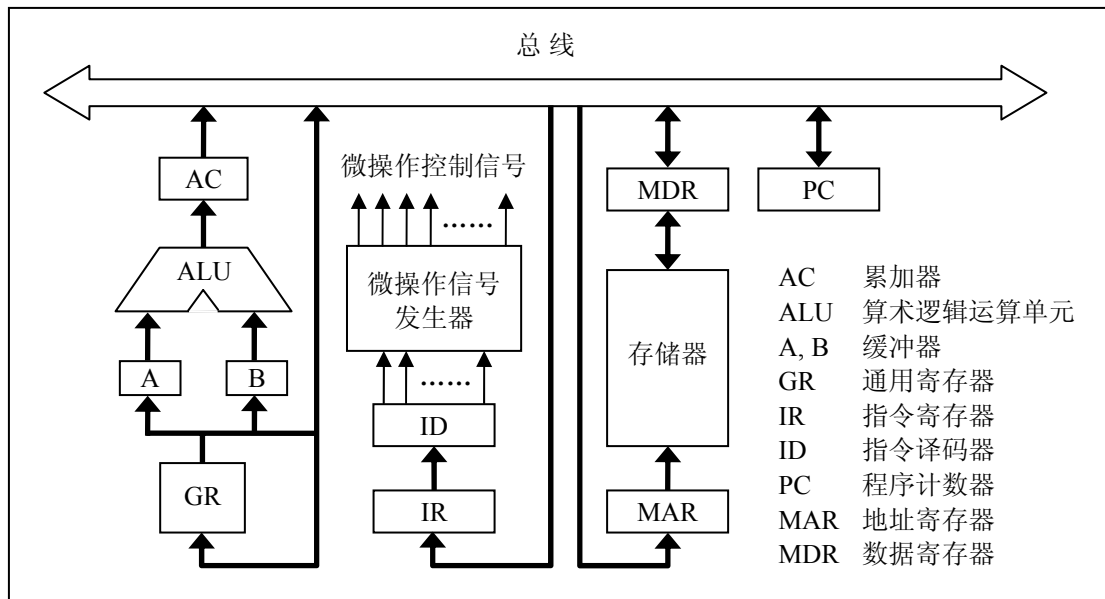 总 线
AC
ALU
A
B
GR
微操作控制信号
······
微操作信号
发生器
······
ID
IR
MDR
存储器
MAR
PC
AC 累加器
ALU 算术逻辑运算单元
A, B 缓冲器
GR 通用寄存器
IR 指令寄存器
ID 指令译码器
PC 程序计数器
MAR 地址寄存器
MDR 数据寄存器